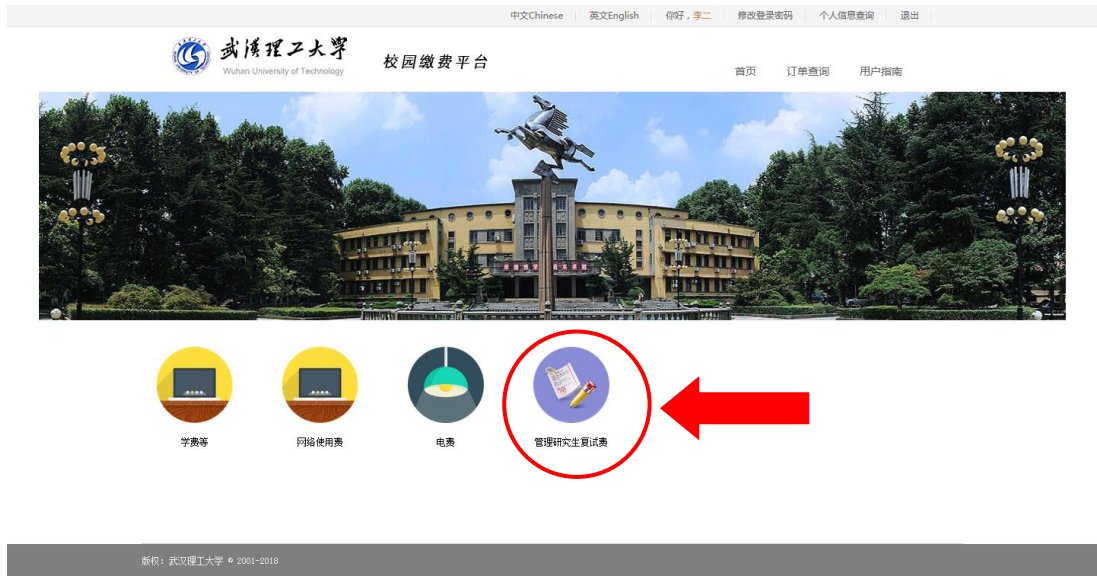 中文Chinese 英文English 你好，李二 修改登录密码 个人信息查询 退出
武汉理工大学
Wuhan University of Technology
校园缴费平台
首页 订单查询 用户指南
学费等 网络使用费 电费 管理研究生复试费
版权：武汉理工大学 © 2001-2018